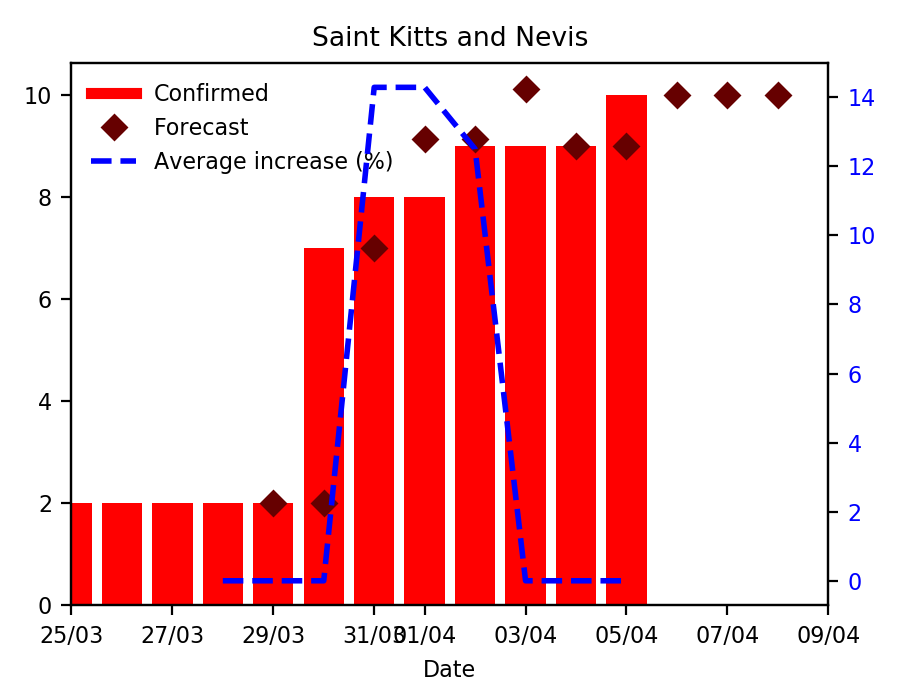 Saint Kitts and Nevis
Confirmed
Forecast
Average increase (%)
10
8
6
4
2
0
14
12
10
8
6
4
2
0
25/03 27/03 29/03 31/03 01/04 03/04 05/04 07/04 09/04
Date